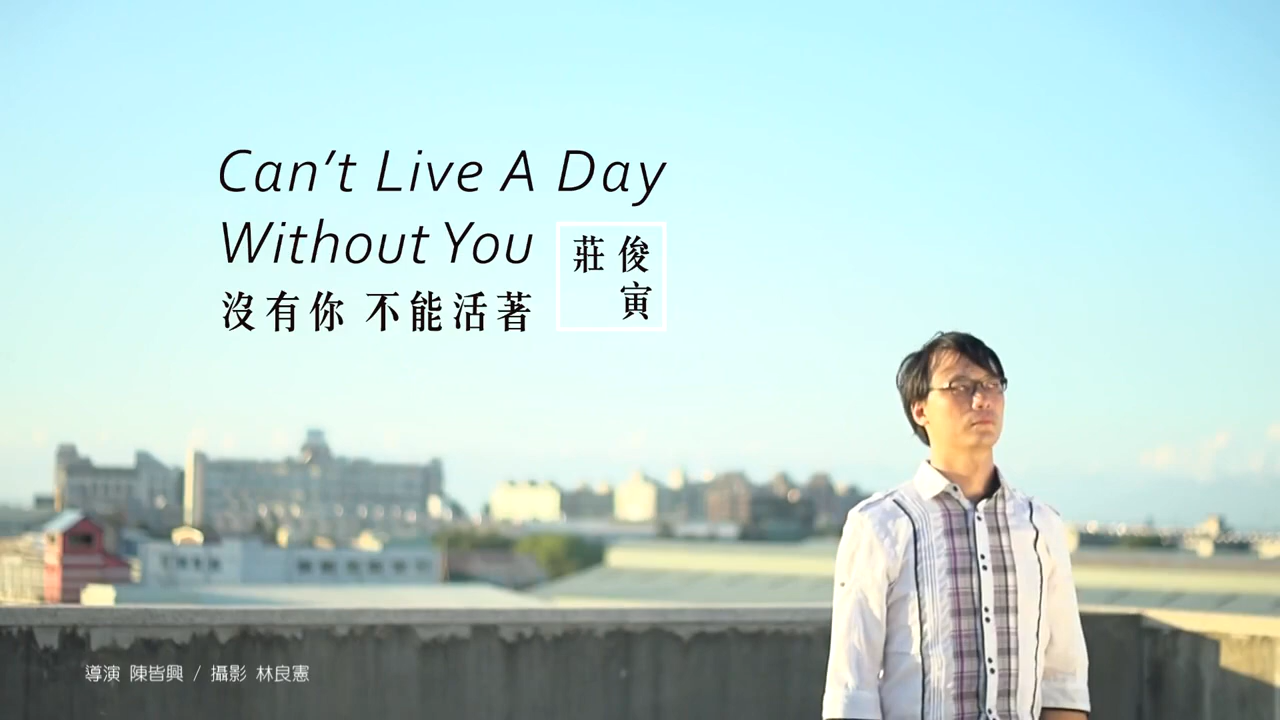 Can't Live A Day
Without You
沒有你 不能活著
莊俊寅
導演 陳皆興 / 攝影 林良憲